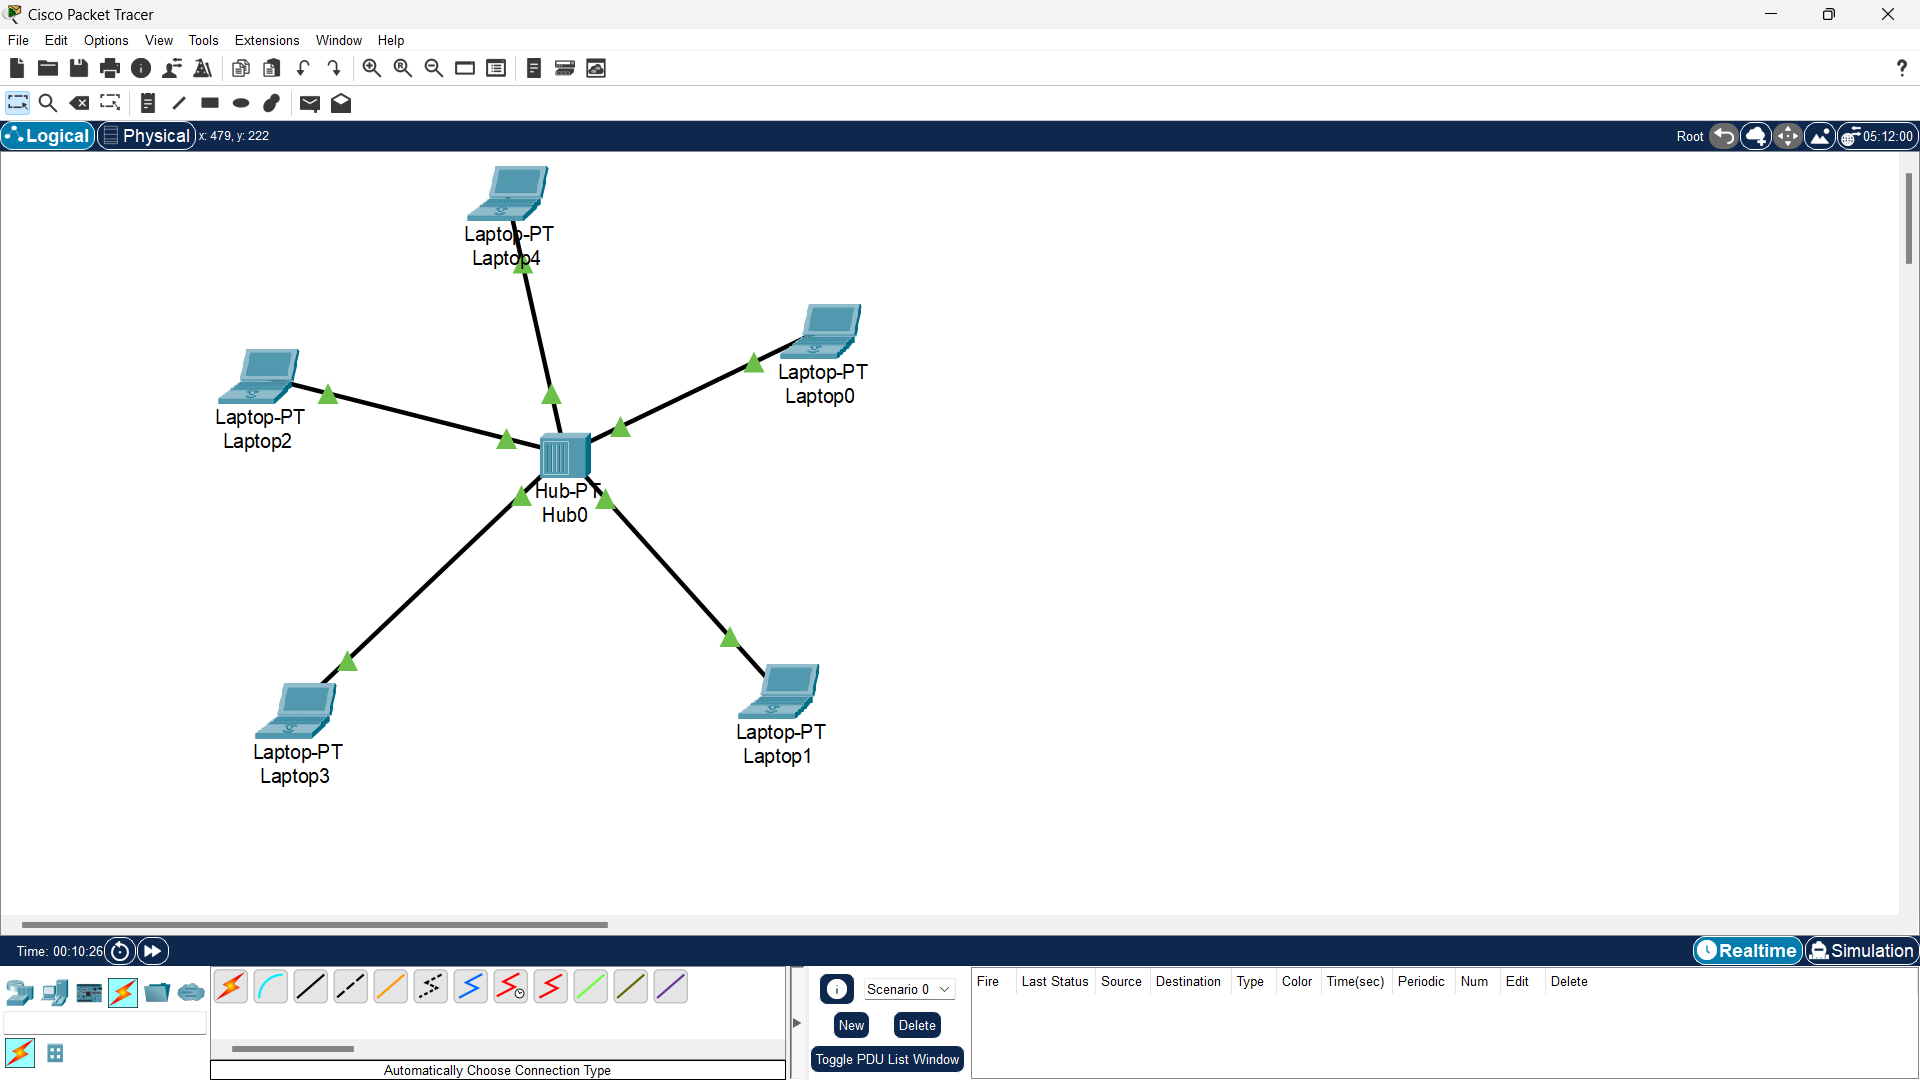 Cisco Packet Tracer
File Edit Options View Tools Extensions Window Help
?
Logical Physical x: 479, y: 222 Root 05:12:00
Laptop-PT
Laptop4
Laptop-PT
Laptop0
Laptop-PT
Laptop2
Hub-PT
Hub0
Laptop-PT
Laptop1
Laptop-PT
Laptop3
Time: 00:10:26 Realtime Simulation
Scenario 0
New Delete
Toggle PDU List Window
Fire Last Status Source Destination Type Color Time(sec) Periodic Num Edit Delete
Automatically Choose Connection Type